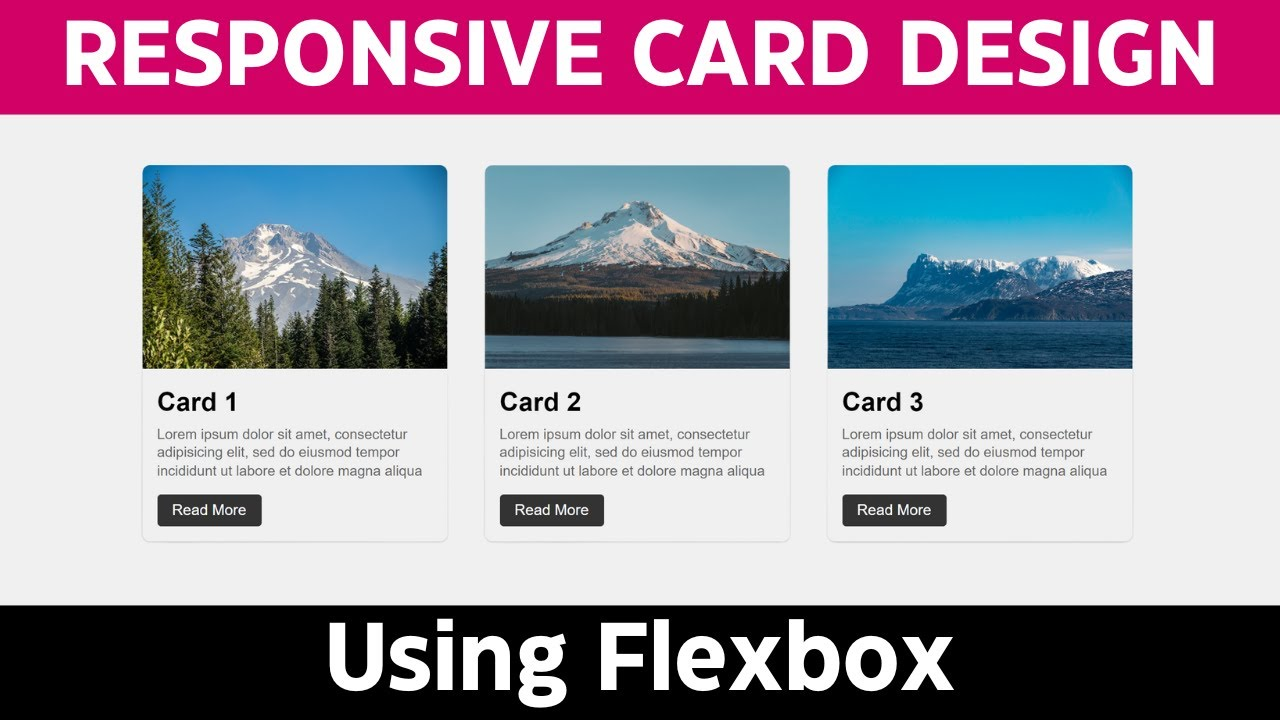 RESPONSIVE CARD DESIGN
Card 1
Lorem ipsum dolor sit amet, consectetur
adipisicing elit, sed do eiusmod tempor
incididunt ut labore et dolore magna aliqua
Read More
Card 2
Lorem ipsum dolor sit amet, consectetur
adipisicing elit, sed do eiusmod tempor
incididunt ut labore et dolore magna aliqua
Read More
Card 3
Lorem ipsum dolor sit amet, consectetur
adipisicing elit, sed do eiusmod tempor
incididunt ut labore et dolore magna aliqua
Read More
Using Flexbox